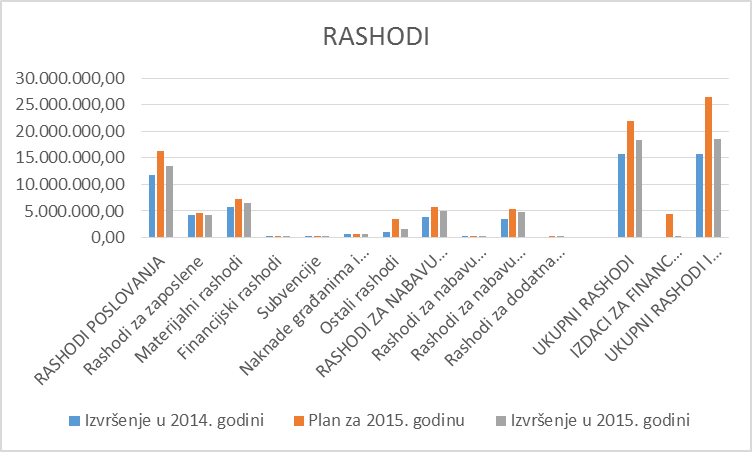 RASHODI
30.000.000,00
25.000.000,00
20.000.000,00
15.000.000,00
10.000.000,00
5.000.000,00
0,00
RASHODI POSLOVANJA
Rashodi za zaposlene
Materijalni rashodi
Financijski rashodi
Subvencije
Naknade građanima i…
Ostali rashodi
RASHODI ZA NABAVU…
Rashodi za nabavu…
Rashodi za nabavu…
Rashodi za dodatna…
UKUPNI RASHODI
IZDACI ZA FINANC…
UKUPNI RASHODI I…
Izvršenje u 2014. godini
Plan za 2015. godinu
Izvršenje u 2015. godini